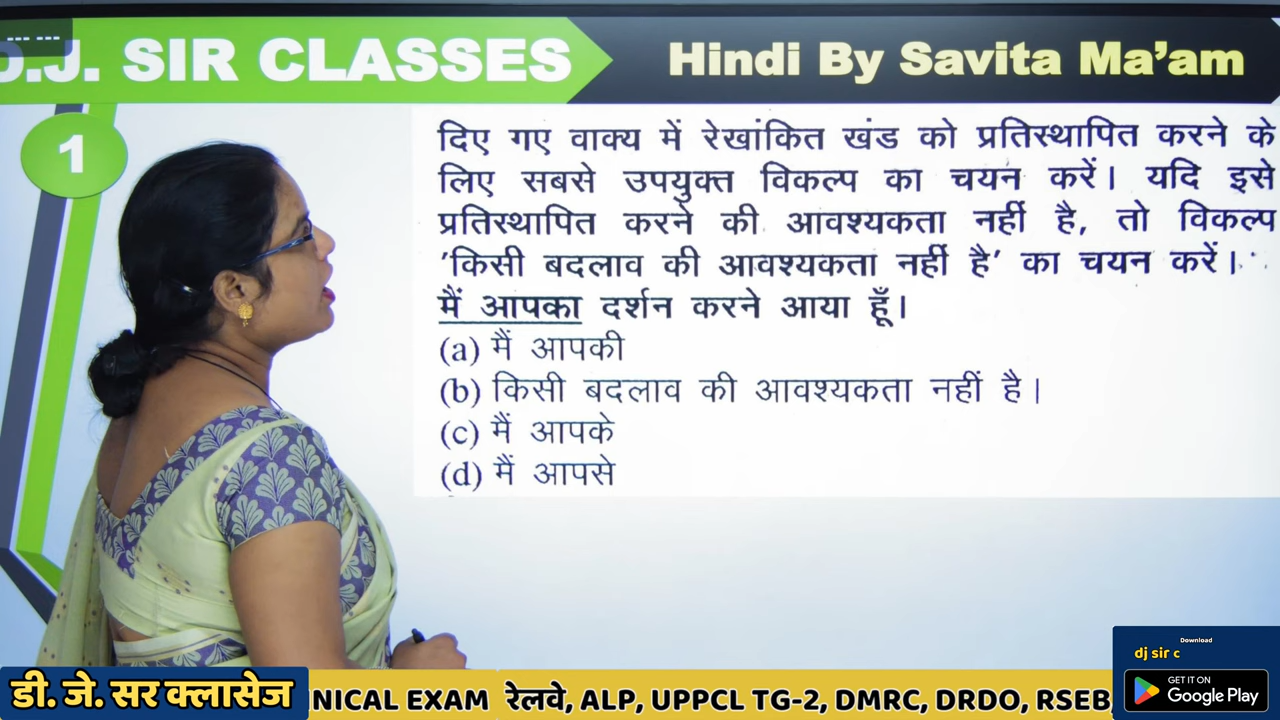 D.J. SIR CLASSES
Hindi By Savita Ma’am
1
दिए गए वाक्य में रेखांकित खंड को प्रतिस्थापित करने के
लिए सबसे उपयुक्त विकल्प का चयन करें। यदि इसे
प्रतिस्थापित करने की आवश्यकता नहीं है, तो विकल्प
'किसी बदलाव की आवश्यकता नहीं है' का चयन करें।
मैं आपका दर्शन करने आया हूँ।
(a) मैं आपकी
(b) किसी बदलाव की आवश्यकता नहीं है।
(c) मैं आपके
(d) मैं आपसे
Download
dj sir c
GET IT ON
Google Play
डी. जे. सर क्लासेज
NICAL EXAM रेलवे, ALP, UPPCL TG-2, DMRC, DRDO, RSEB,